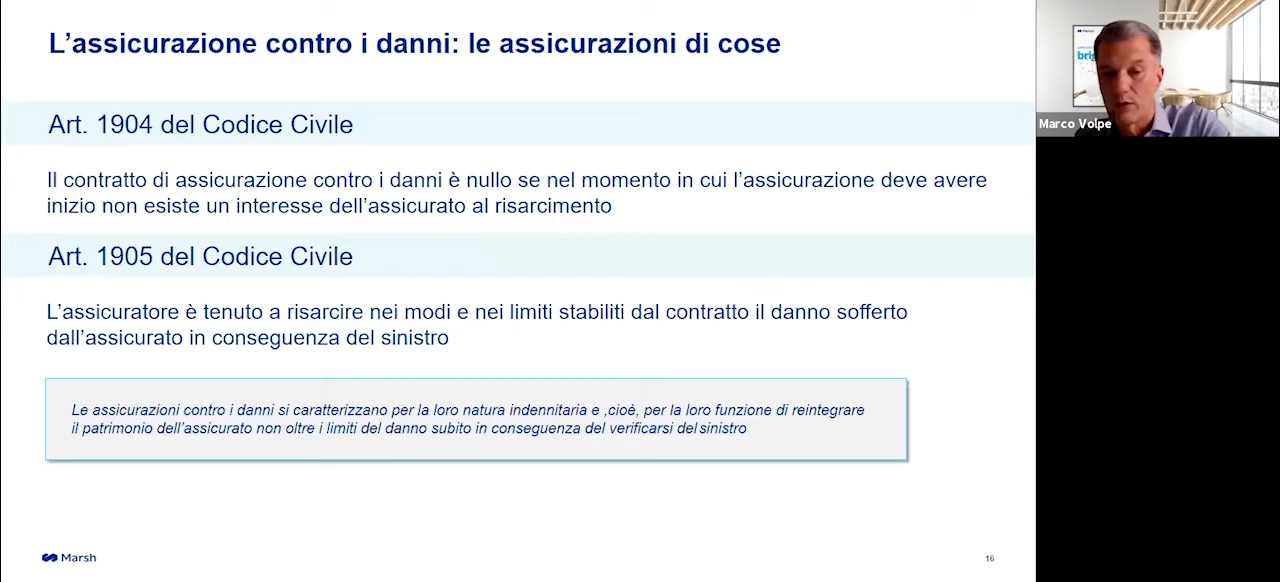 L'assicurazione contro i danni: le assicurazioni di cose
Art. 1904 del Codice Civile
Il contratto di assicurazione contro i danni è nullo se nel momento in cui l'assicurazione deve avere
inizio non esiste un interesse dell'assicurato al risarcimento
Art. 1905 del Codice Civile
L'assicuratore è tenuto a risarcire nei modi e nei limiti stabiliti dal contratto il danno sofferto
dall'assicurato in conseguenza del sinistro
Le assicurazioni contro i danni si caratterizzano per la loro natura indennitaria e ,cioè, per la loro funzione di reintegrare
il patrimonio dell'assicurato non oltre i limiti del danno subito in conseguenza del verificarsi del sinistro
Marsh
16
Marco Volpe